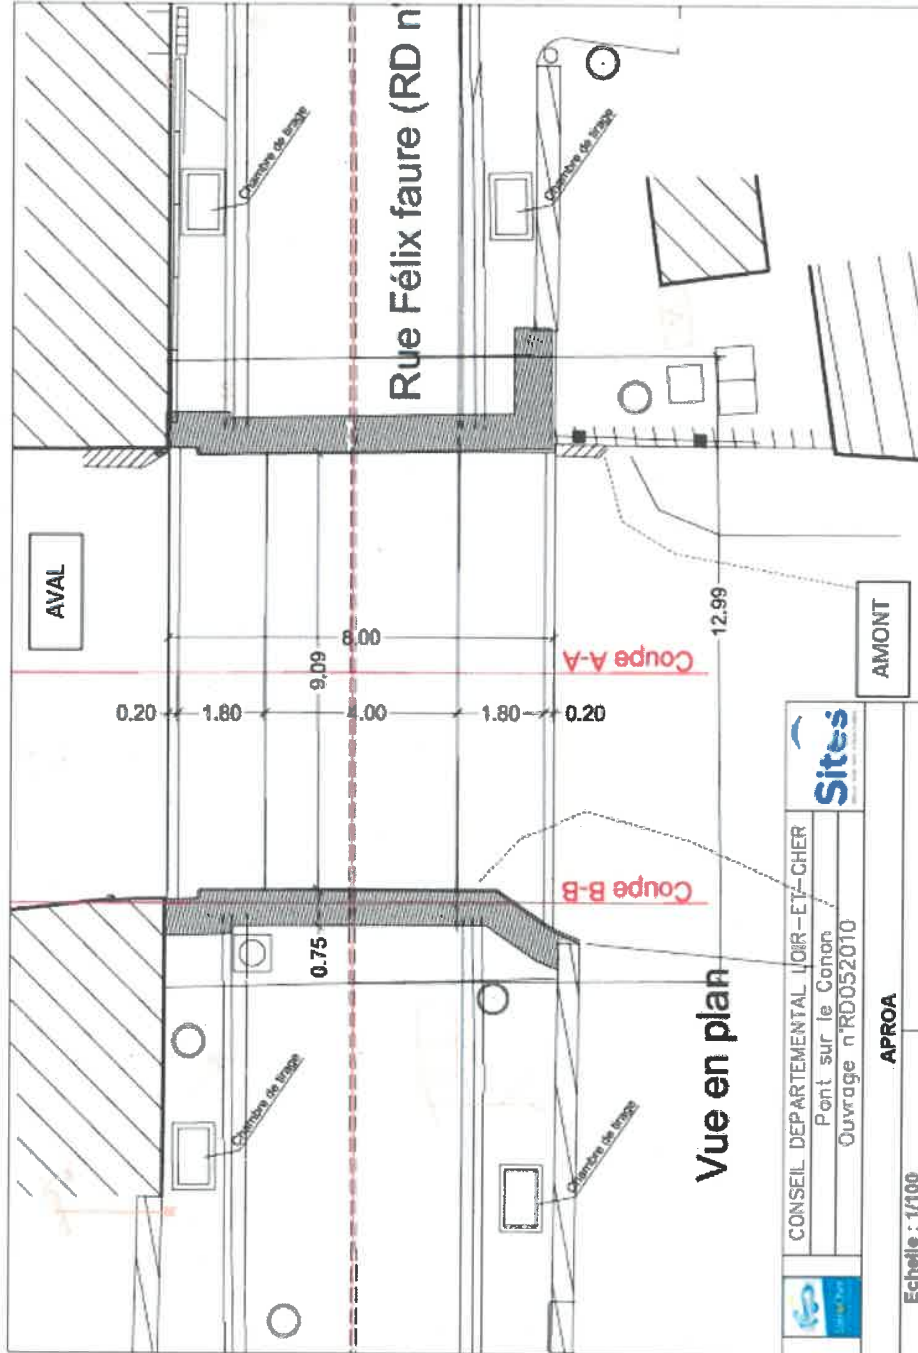 AVAL
Chambre de tirage
Chambre de tirage
Rue Félix faure (RD n
0.20
1.80
4.00
1.80
0.20
8.00
9.09
12.99
0.75
Coupe A-A
Coupe B-B
AMONT
Chambre de tirage
Chambre de tirage
Vue en plan
CONSEIL DEPARTEMENTAL LOIR-ET-CHER
Pont sur le Conon
Ouvrage n°RD052010
Sites
APROA
Echelle : 1/100